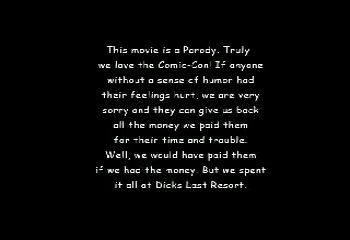 This movie is a Parody. Truly
we love the Comic-Con! If anyone
without a sense of humor had
their feelings hurt, we are very
sorry and they can give us back
all the money we paid them
for their time and trouble.
Well, we would have paid them
if we had the money. But we spent
it all at Dicks Last Resort.